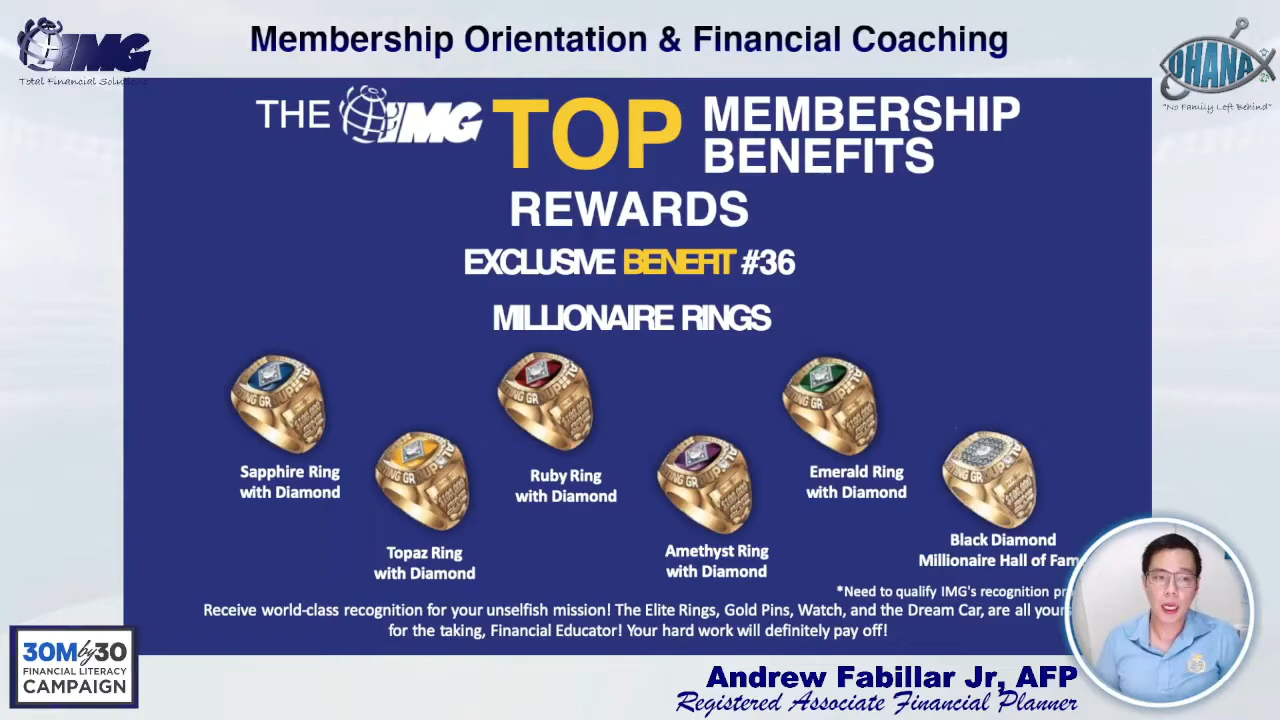 Membership Orientation & Financial Coaching
IMG
Total Financial Solutions
OHANA
"No Family Left Behind"
THE IMG TOP MEMBERSHIP BENEFITS
REWARDS
EXCLUSIVE BENEFIT #36
MILLIONAIRE RINGS
Sapphire Ring
with Diamond
Topaz Ring
with Diamond
Ruby Ring
with Diamond
Amethyst Ring
with Diamond
Emerald Ring
with Diamond
Black Diamond
Millionaire Hall of Fam
*Need to qualify IMG's recognition
Receive world-class recognition for your unselfish mission! The Elite Rings, Gold Pins, Watch, and the Dream Car, are all yours
for the taking, Financial Educator! Your hard work will definitely pay off!
30M by 30
FINANCIAL LITERACY
CAMPAIGN
Andrew Fabillar Jr, AFP
Registered Associate Financial Planner